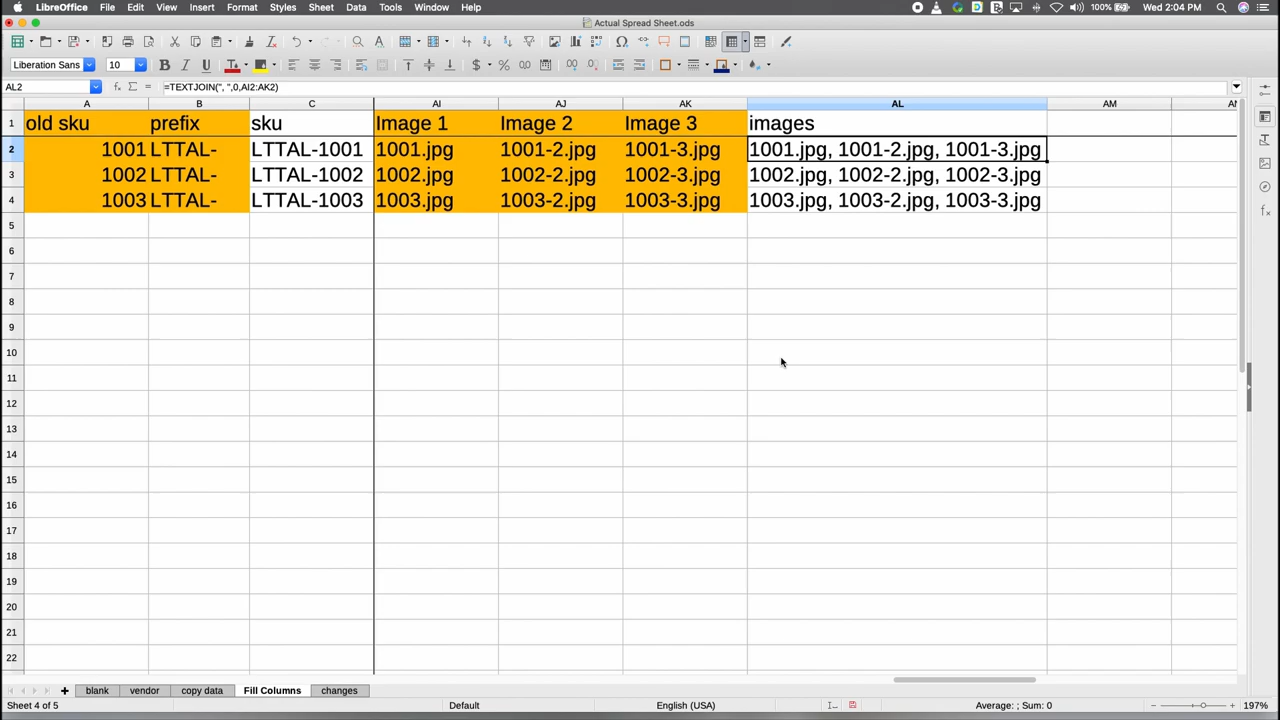 LibreOffice File Edit View Insert Format Styles Sheet Data Tools Window Help 100% Wed 2:04 PM
Actual Spread Sheet.ods
Liberation Sans 10 B I U T $ %
AL2 fx Σ = =TEXTJOIN(", ",0,AI2:AK2)
A B C AI AJ AK AL AM
1 old sku prefix sku Image 1 Image 2 Image 3 images
2 1001 LTTAL- LTTAL-1001 1001.jpg 1001-2.jpg 1001-3.jpg 1001.jpg, 1001-2.jpg, 1001-3.jpg
3 1002 LTTAL- LTTAL-1002 1002.jpg 1002-2.jpg 1002-3.jpg 1002.jpg, 1002-2.jpg, 1002-3.jpg
4 1003 LTTAL- LTTAL-1003 1003.jpg 1003-2.jpg 1003-3.jpg 1003.jpg, 1003-2.jpg, 1003-3.jpg
5
6
7
8
9
10
11
12
13
14
15
16
17
18
19
20
21
22
blank vendor copy data Fill Columns changes
Sheet 4 of 5 Default English (USA) Average: ; Sum: 0 197%